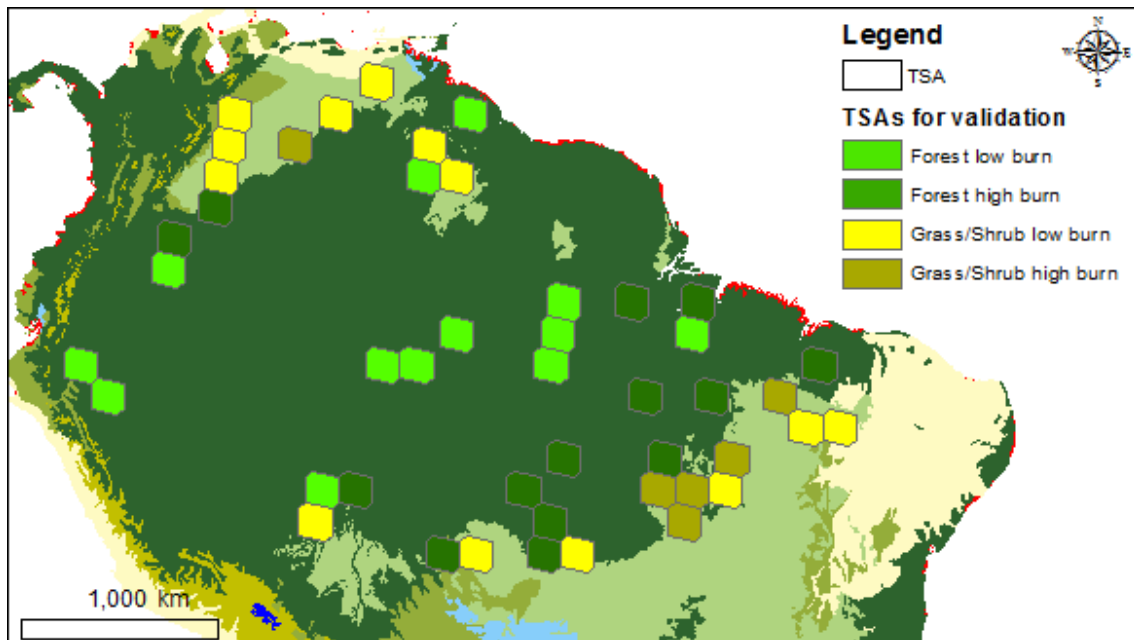 Legend
TSA
TSAs for validation
Forest low burn
Forest high burn
Grass/Shrub low burn
Grass/Shrub high burn
N
W E
S
1,000 km